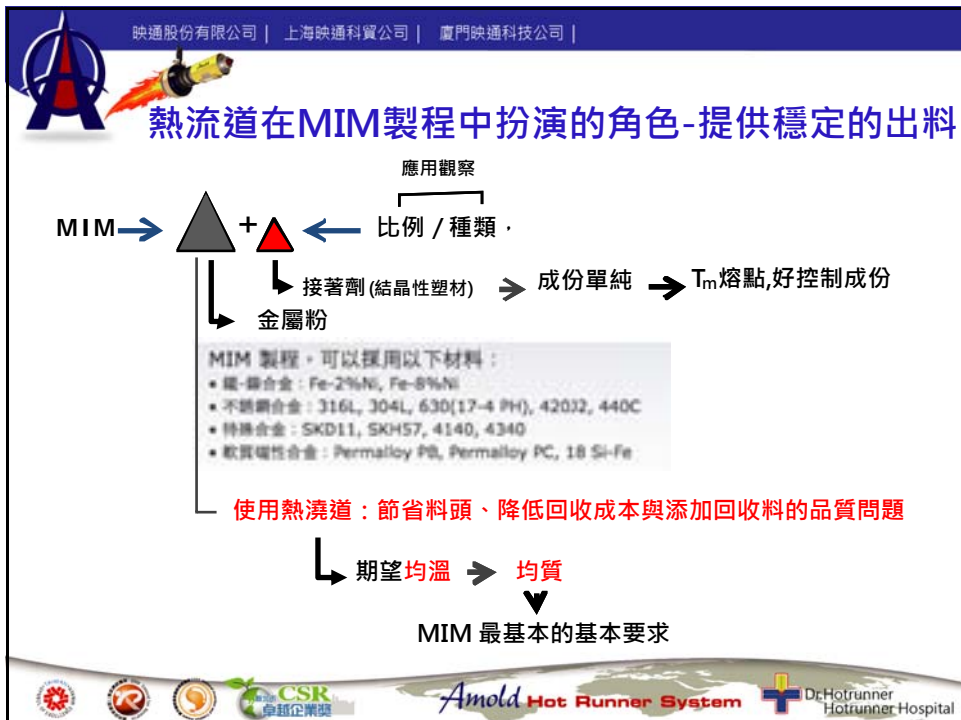 映通股份有限公司 | 上海映通科貿公司 | 廈門映通科技公司 |
熱流道在MIM製程中扮演的角色-提供穩定的出料
應用觀察
MIM
+
比例 / 種類，
接著劑(結晶性塑材)
成份單純
Tm熔點,好控制成份
金屬粉
MIM 製程，可以採用以下材料：
• 鐵-鎳合金：Fe-2%Ni, Fe-8%Ni
• 不銹鋼合金：316L, 304L, 630(17-4 PH), 420J2, 440C
• 特殊合金：SKD11, SKH57, 4140, 4340
• 軟質磁性合金：Permalloy PB, Permalloy PC, 18 Si-Fe
使用熱澆道：節省料頭、降低回收成本與添加回收料的品質問題
期望均溫
均質
MIM 最基本的基本要求
CSR
卓越企業獎
Amold Hot Runner System
Dr.Hotrunner
Hotrunner Hospital